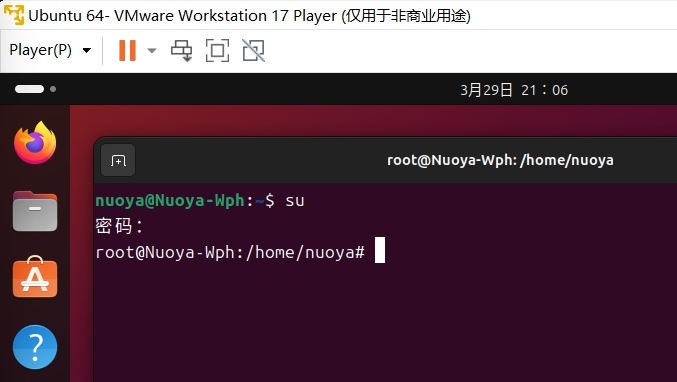 Ubuntu 64- VMware Workstation 17 Player (仅用于非商业用途)
Player(P)
3月29日 21：06
root@Nuoya-Wph: /home/nuoya
nuoya@Nuoya-Wph:~$ su
密码：
root@Nuoya-Wph:/home/nuoya#